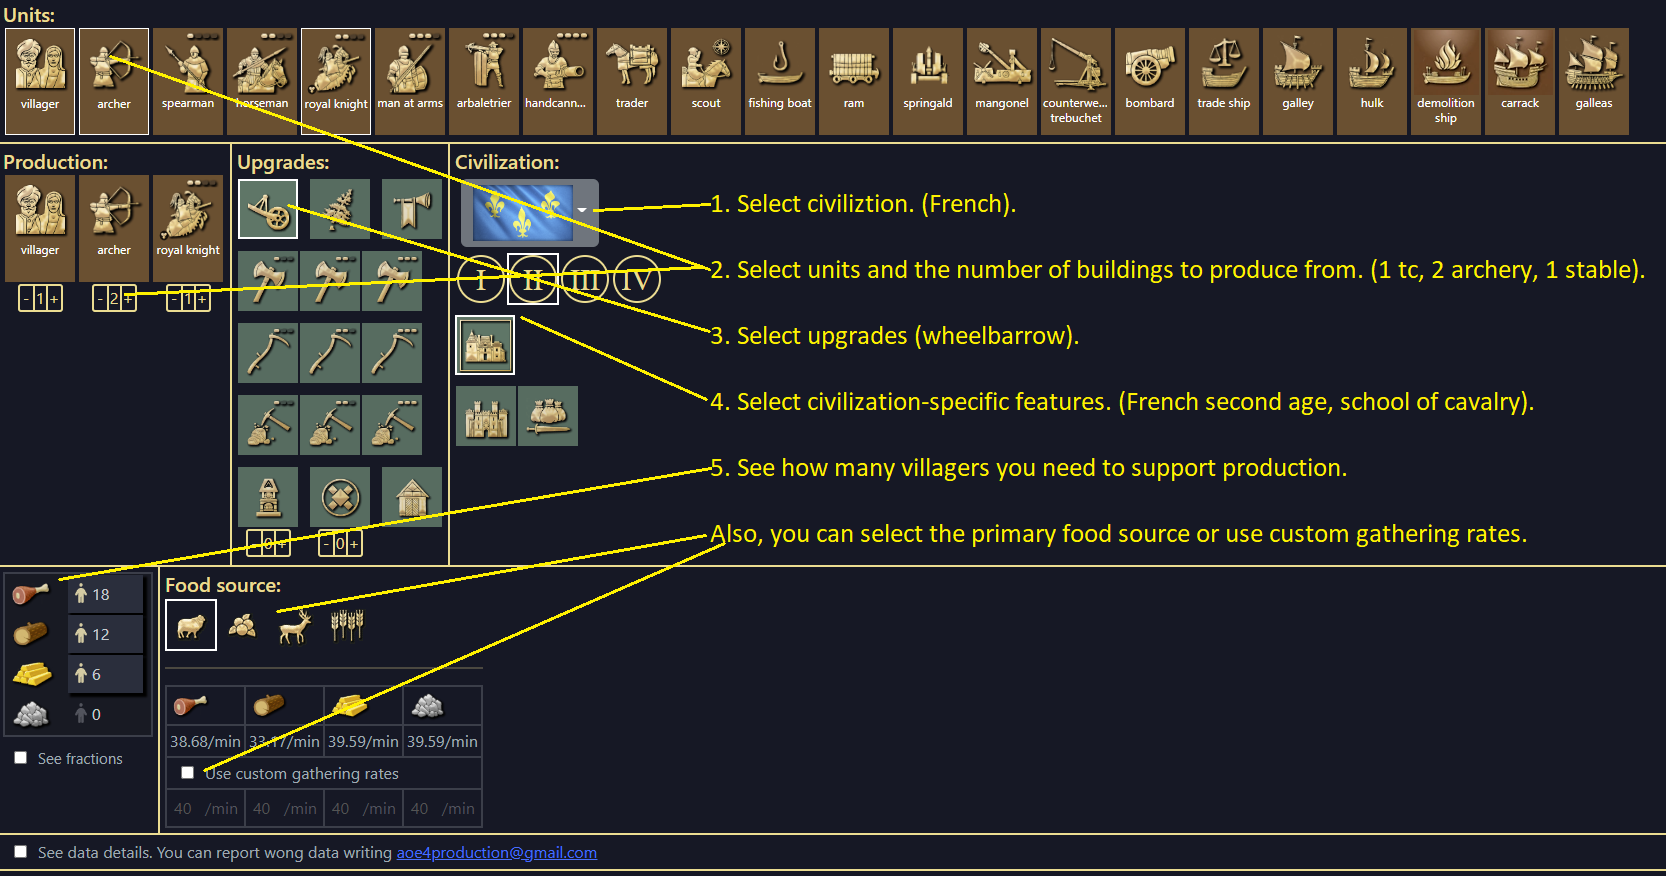 Units:
villager
archer
spearman
horseman
royal knight
man at arms
arbaletrier
handcann...
trader
scout
fishing boat
ram
springald
mangonel
counterwe...
trebuchet
bombard
trade ship
galley
hulk
demolition
ship
carrack
galleas
Production:
villager
archer
royal knight
- 1 +
- 2 +
- 1 +
Upgrades:
- 0 +
- 0 +
Civilization:
I
II
III
IV
1. Select civiliztion. (French).
2. Select units and the number of buildings to produce from. (1 tc, 2 archery, 1 stable).
3. Select upgrades (wheelbarrow).
4. Select civilization-specific features. (French second age, school of cavalry).
5. See how many villagers you need to support production.
Also, you can select the primary food source or use custom gathering rates.
18
12
6
0
See fractions
Food source:
38.68/min 33.17/min 39.59/min 39.59/min
Use custom gathering rates
40 /min 40 /min 40 /min 40 /min
See data details. You can report wong data writing aoe4production@gmail.com